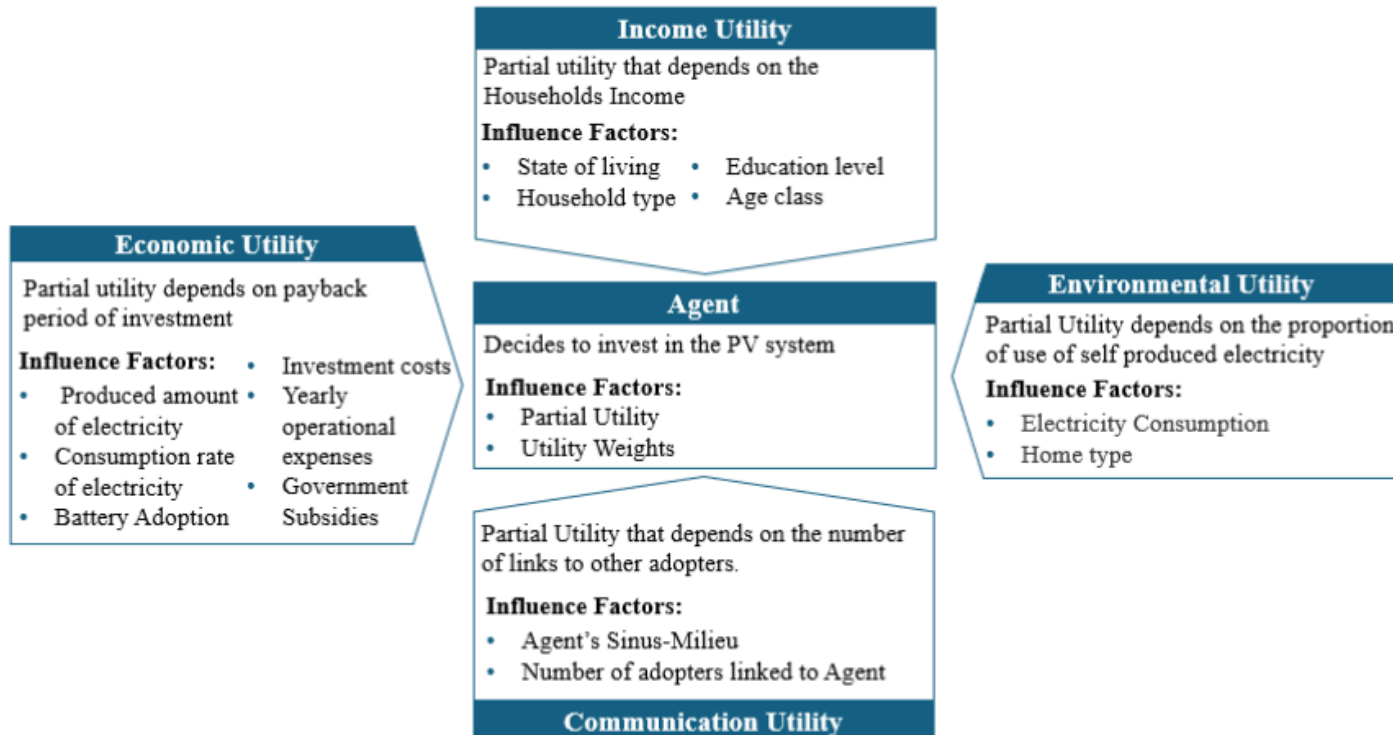 Income Utility
Partial utility that depends on the
Households Income
Influence Factors:
• State of living
• Household type
• Education level
• Age class
Economic Utility
Partial utility depends on payback
period of investment
Influence Factors:
• Produced amount
of electricity
• Consumption rate
of electricity
• Battery Adoption
• Investment costs
• Yearly
operational
expenses
• Government
Subsidies
Agent
Decides to invest in the PV system
Influence Factors:
• Partial Utility
• Utility Weights
Environmental Utility
Partial Utility depends on the proportion
of use of self produced electricity
Influence Factors:
• Electricity Consumption
• Home type
Partial Utility that depends on the number
of links to other adopters.
Influence Factors:
• Agent’s Sinus-Milieu
• Number of adopters linked to Agent
Communication Utility